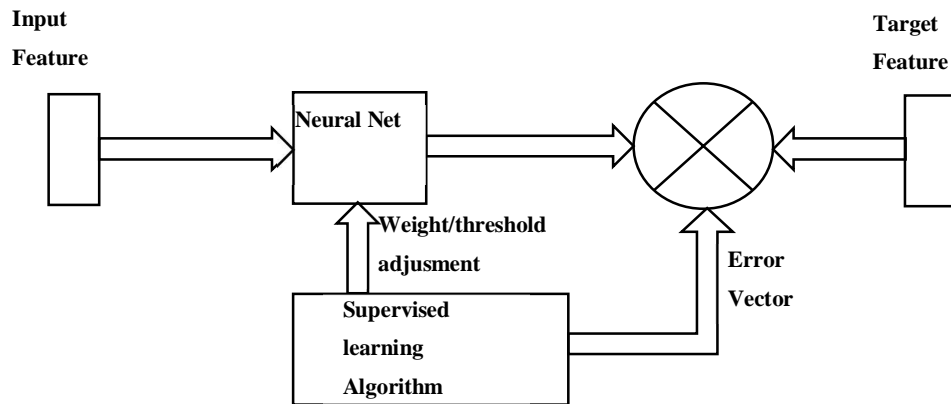 Input
Feature
Target
Feature
Neural Net
Weight/threshold
adjusment
Error
Vector
Supervised
learning
Algorithm